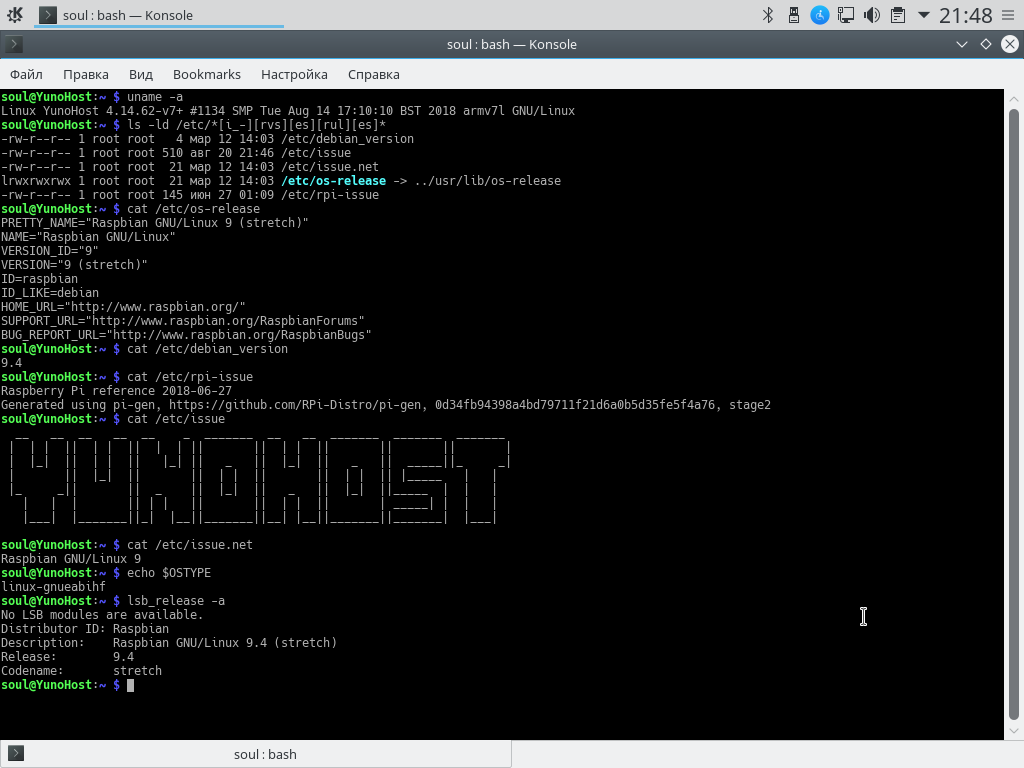 soul : bash — Konsole
21:48
soul : bash — Konsole
Файл Правка Вид Bookmarks Настройка Справка
soul@YunoHost:~ $ uname -a
Linux YunoHost 4.14.62-v7+ #1134 SMP Tue Aug 14 17:10:10 BST 2018 armv7l GNU/Linux
soul@YunoHost:~ $ ls -ld /etc/*[i_-][rvs][es][rul][es]*
-rw-r--r-- 1 root root   4 мар 12 14:03 /etc/debian_version
-rw-r--r-- 1 root root 510 авг 20 21:46 /etc/issue
-rw-r--r-- 1 root root  21 мар 12 14:03 /etc/issue.net
lrwxrwxrwx 1 root root  21 мар 12 14:03 /etc/os-release -> ../usr/lib/os-release
-rw-r--r-- 1 root root 145 июн 27 01:09 /etc/rpi-issue
soul@YunoHost:~ $ cat /etc/os-release
PRETTY_NAME="Raspbian GNU/Linux 9 (stretch)"
NAME="Raspbian GNU/Linux"
VERSION_ID="9"
VERSION="9 (stretch)"
ID=raspbian
ID_LIKE=debian
HOME_URL="http://www.raspbian.org/"
SUPPORT_URL="http://www.raspbian.org/RaspbianForums"
BUG_REPORT_URL="http://www.raspbian.org/RaspbianBugs"
soul@YunoHost:~ $ cat /etc/debian_version
9.4
soul@YunoHost:~ $ cat /etc/rpi-issue
Raspberry Pi reference 2018-06-27
Generated using pi-gen, https://github.com/RPi-Distro/pi-gen, 0d34fb94398a4bd79711f21d6a0b5d35fe5f4a76, stage2
soul@YunoHost:~ $ cat /etc/issue
YUNOHOST
soul@YunoHost:~ $ cat /etc/issue.net
Raspbian GNU/Linux 9
soul@YunoHost:~ $ echo $OSTYPE
linux-gnueabihf
soul@YunoHost:~ $ lsb_release -a
No LSB modules are available.
Distributor ID: Raspbian
Description:    Raspbian GNU/Linux 9.4 (stretch)
Release:        9.4
Codename:       stretch
soul@YunoHost:~ $
soul : bash